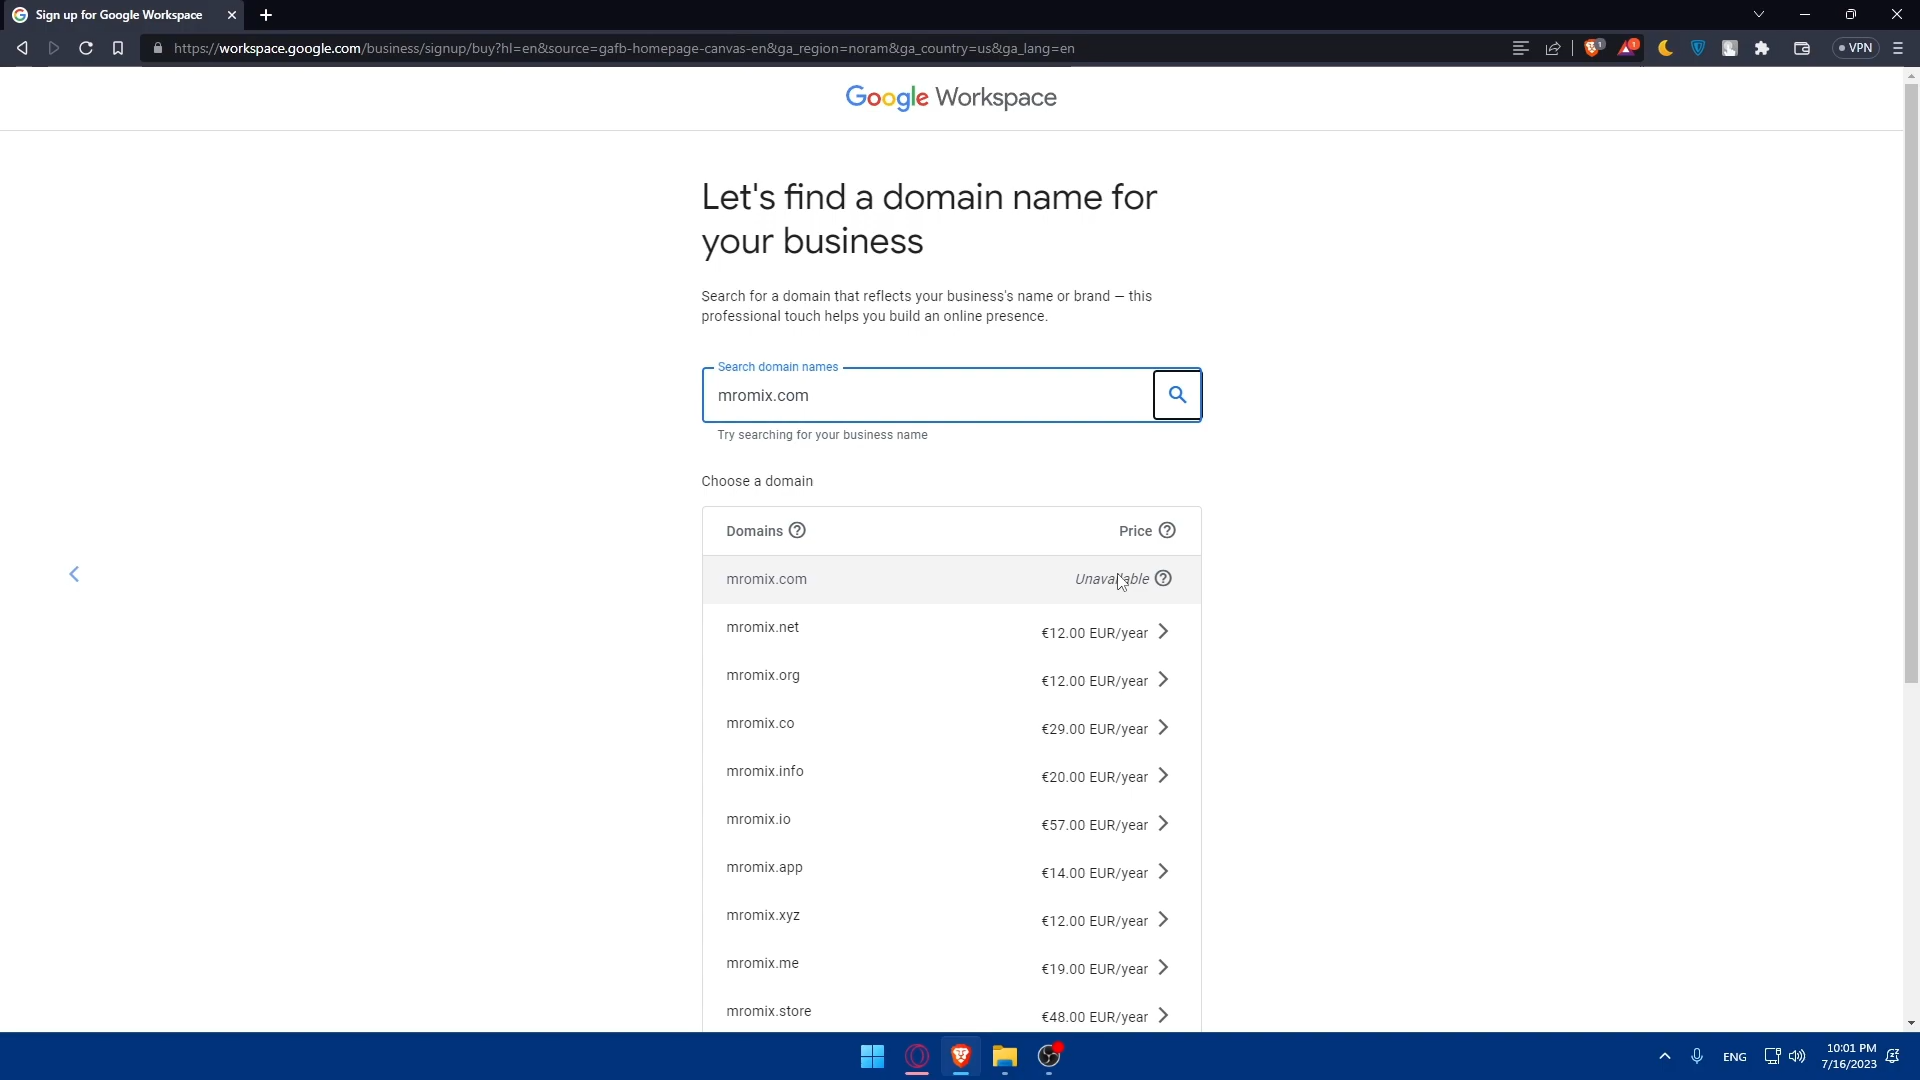 Sign up for Google Workspace
https://workspace.google.com/business/signup/buy?hl=en&source=gafb-homepage-canvas-en&ga_region=noram&ga_country=us&ga_lang=en
1
1
VPN
Google Workspace
Let's find a domain name for
your business
Search for a domain that reflects your business's name or brand — this
professional touch helps you build an online presence.
Search domain names
mromix.com
Try searching for your business name
Choose a domain
Domains Price
mromix.com Unavailable
mromix.net €12.00 EUR/year
mromix.org €12.00 EUR/year
mromix.co €29.00 EUR/year
mromix.info €20.00 EUR/year
mromix.io €57.00 EUR/year
mromix.app €14.00 EUR/year
mromix.xyz €12.00 EUR/year
mromix.me €19.00 EUR/year
mromix.store €48.00 EUR/year
ENG
10:01 PM
7/16/2023